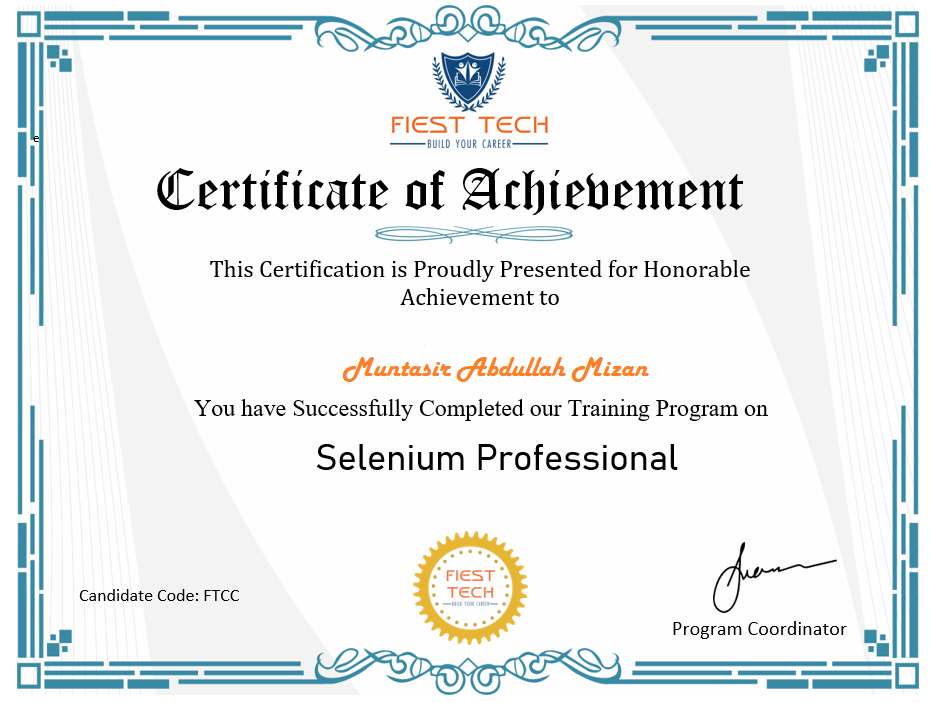 e
FIEST TECH
BUILD YOUR CAREER
Certificate of Achievement
This Certification is Proudly Presented for Honorable
Achievement to
Muntasir Abdullah Mizan
You have Successfully Completed our Training Program on
Selenium Professional
FIEST
TECH
BUILD YOUR CAREER
Candidate Code: FTCC
Program Coordinator